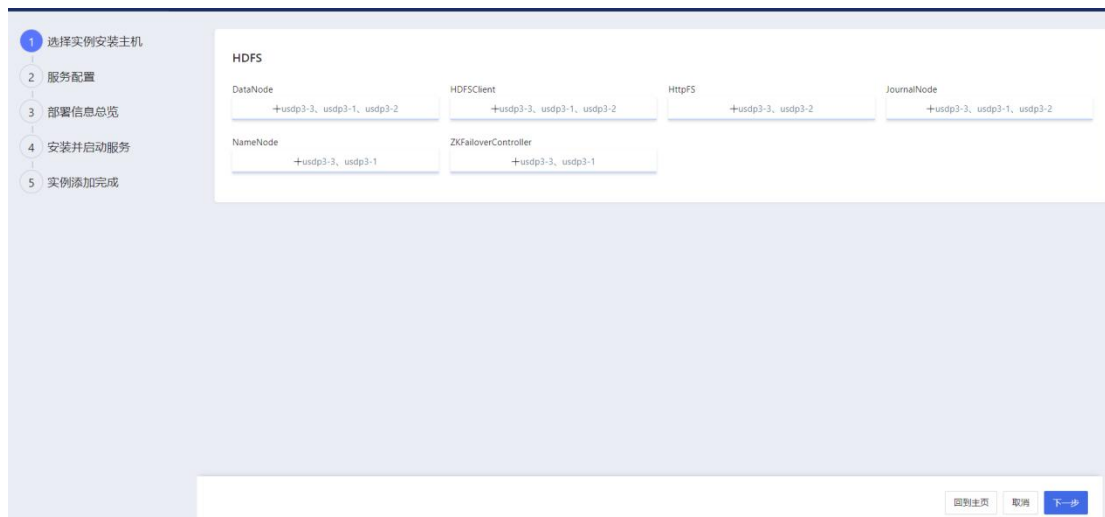 1 选择实例安装主机
2 服务配置
3 部署信息总览
4 安装并启动服务
5 实例添加完成
HDFS
DataNode HDFSClient HttpFS JournalNode
+usdp3-3、usdp3-1、usdp3-2 +usdp3-3、usdp3-1、usdp3-2 +usdp3-3、usdp3-2 +usdp3-3、usdp3-1、usdp3-2
NameNode ZKFailoverController
+usdp3-3、usdp3-1 +usdp3-3、usdp3-1
回到主页 取消 下一步